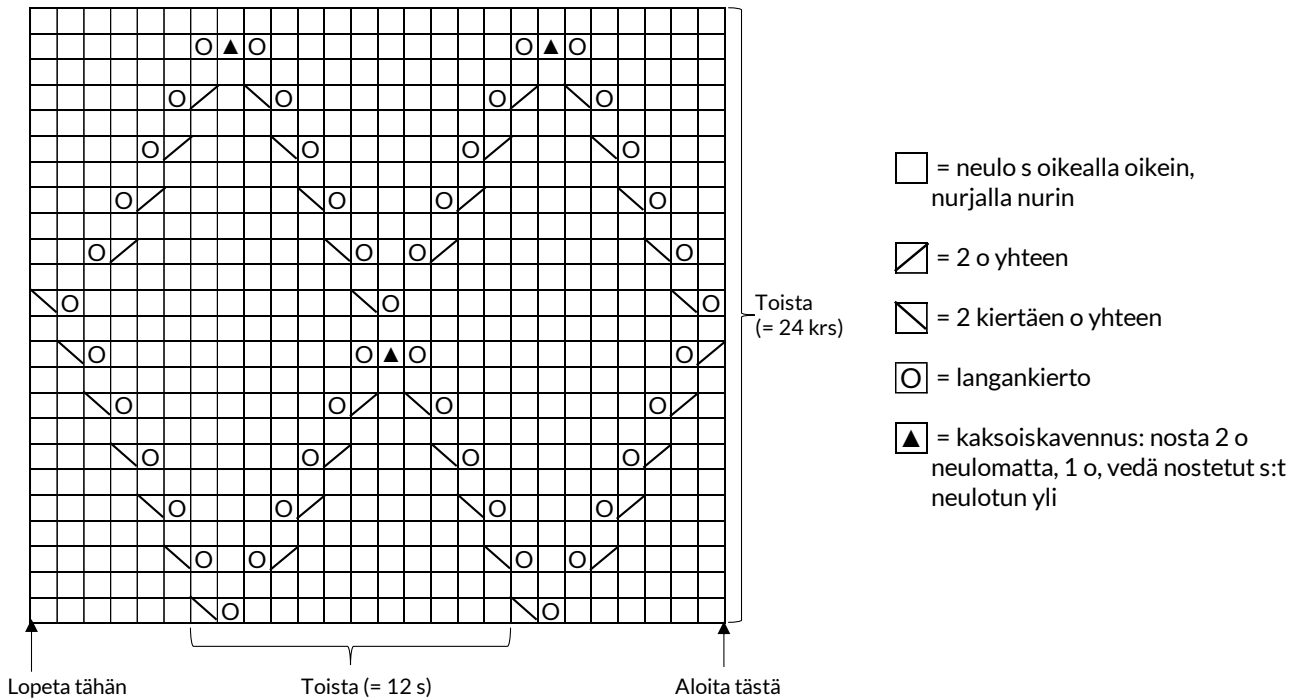 O ▲ O O ▲ O
O O O O
O O O O
O O O O
O O O O
O O O
O O ▲ O O
O O O O
O O O O
O O O O
O O O O
O O
Toista
(= 24 krs)
Lopeta tähän
Toista (= 12 s)
Aloita tästä
= neulo s oikealla oikein,
nurjalla nurin
= 2 o yhteen
= 2 kiertäen o yhteen
O = langankierto
▲ = kaksoiskavennus: nosta 2 o
neulomatta, 1 o, vedä nostetut s:t
neulotun yli